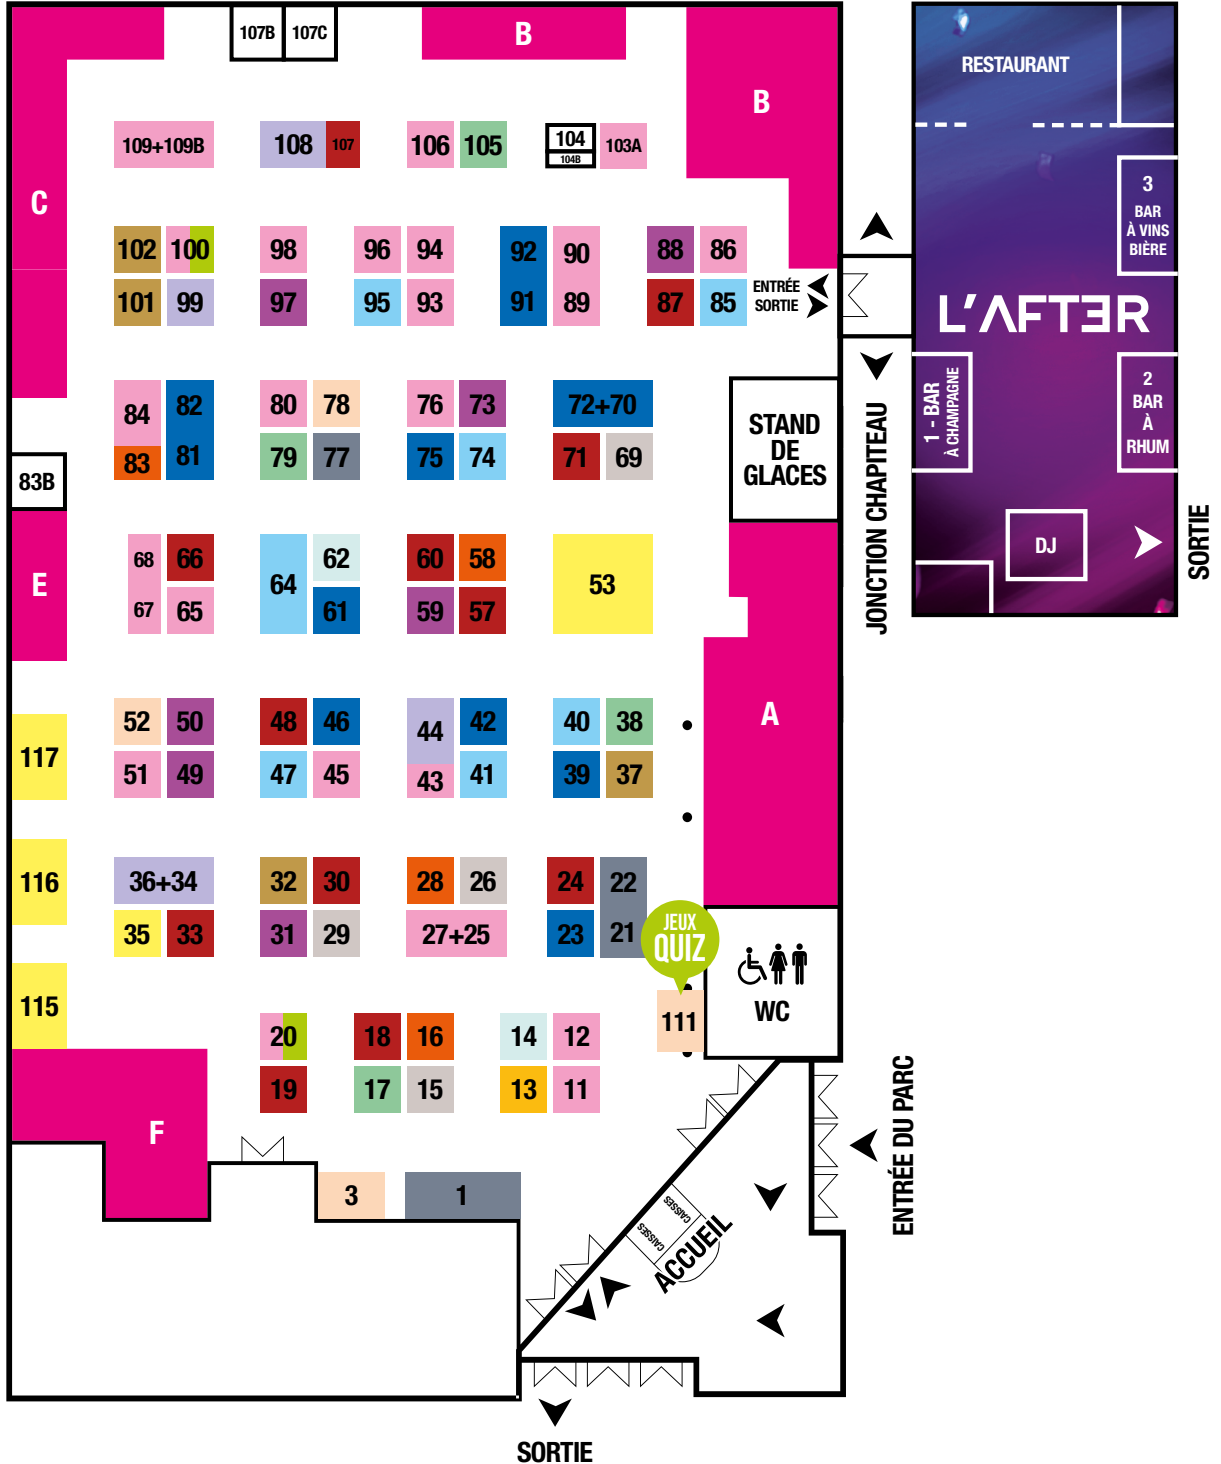 107B 107C B
RESTAURANT
B
109+109B 108 107 106 105 104 103A
104B
3
BAR
À VINS
BIÈRE
C
102 100 98 96 94 92 90 88 86
101 99 97 95 93 91 89 87 85
ENTRÉE
SORTIE
L'AFTER
84 82 80 78 76 73 72+70
83 81 79 77 75 74 71 69
83B
STAND
DE
GLACES
JONCTION CHAPITEAU
1 - BAR
À CHAMPAGNE
2
BAR
À
RHUM
DJ
SORTIE
E
68 66 64 62 60 58 53
67 65 61 59 57
A
117
52 50 48 46 44 42 40 38
51 49 47 45 43 41 39 37
116
36+34 32 30 28 26 24 22
35 33 31 29 27+25 23 21
JEUX
QUIZ
WC
115
111
20 18 16 14 12
19 17 15 13 11
F
3 1
ENTRÉE DU PARC
CAISSES
CAISSES
ACCUEIL
SORTIE